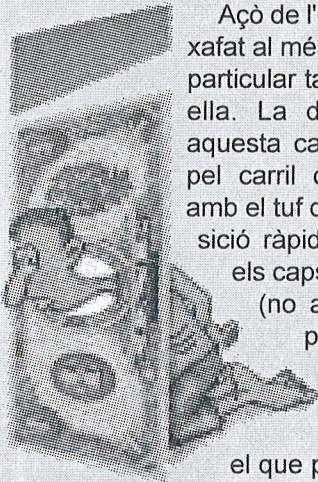 Açò de l'
xafat al mé
particular ta
ella. La d
aquesta ca
pel carril c
amb el tuf d
sició ràpid
els caps
(no a
p
el que p